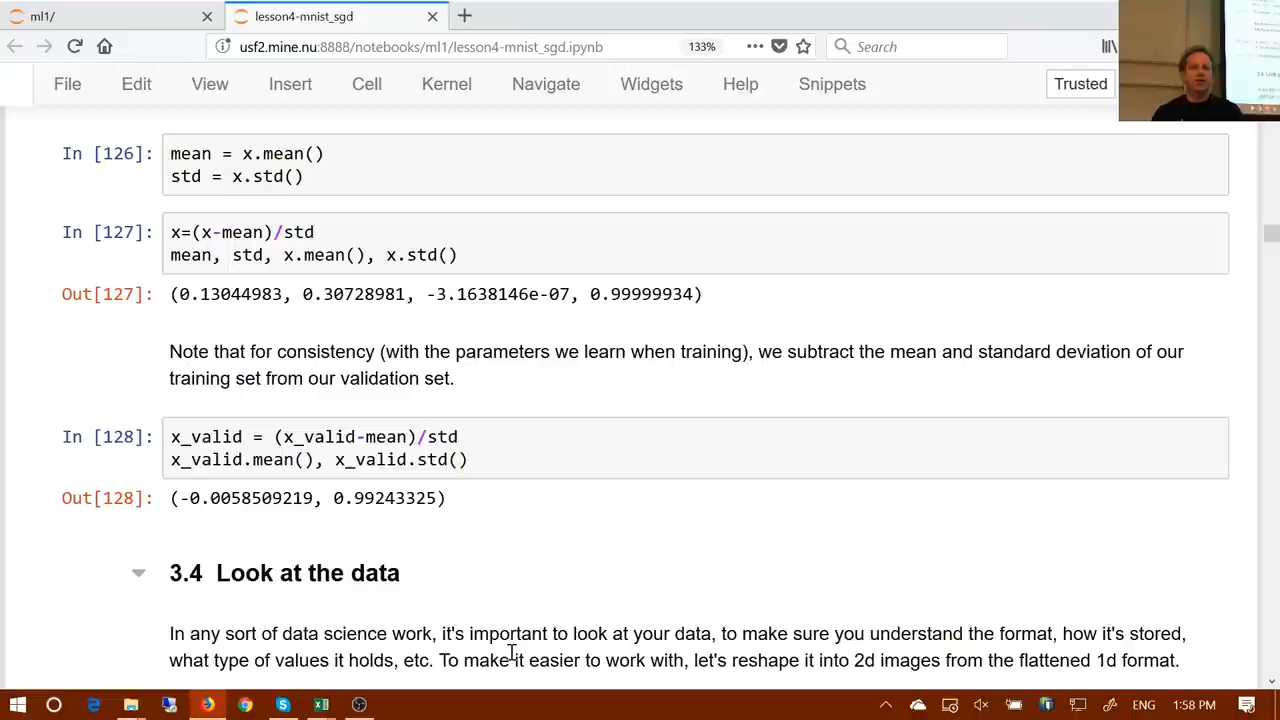 ml1/
lesson4-mnist_sgd
usf2.mine.nu:8888/notebooks/ml1/lesson4-mnist_sgd.ipynb
133%
Search
File Edit View Insert Cell Kernel Navigate Widgets Help Snippets Trusted
In [126]: mean = x.mean()
std = x.std()
In [127]: x=(x-mean)/std
mean, std, x.mean(), x.std()
Out[127]: (0.13044983, 0.30728981, -3.1638146e-07, 0.99999934)
Note that for consistency (with the parameters we learn when training), we subtract the mean and standard deviation of our
training set from our validation set.
In [128]: x_valid = (x_valid-mean)/std
x_valid.mean(), x_valid.std()
Out[128]: (-0.0058509219, 0.99243325)
3.4 Look at the data
In any sort of data science work, it's important to look at your data, to make sure you understand the format, how it's stored,
what type of values it holds, etc. To make it easier to work with, let's reshape it into 2d images from the flattened 1d format.
ENG 1:58 PM